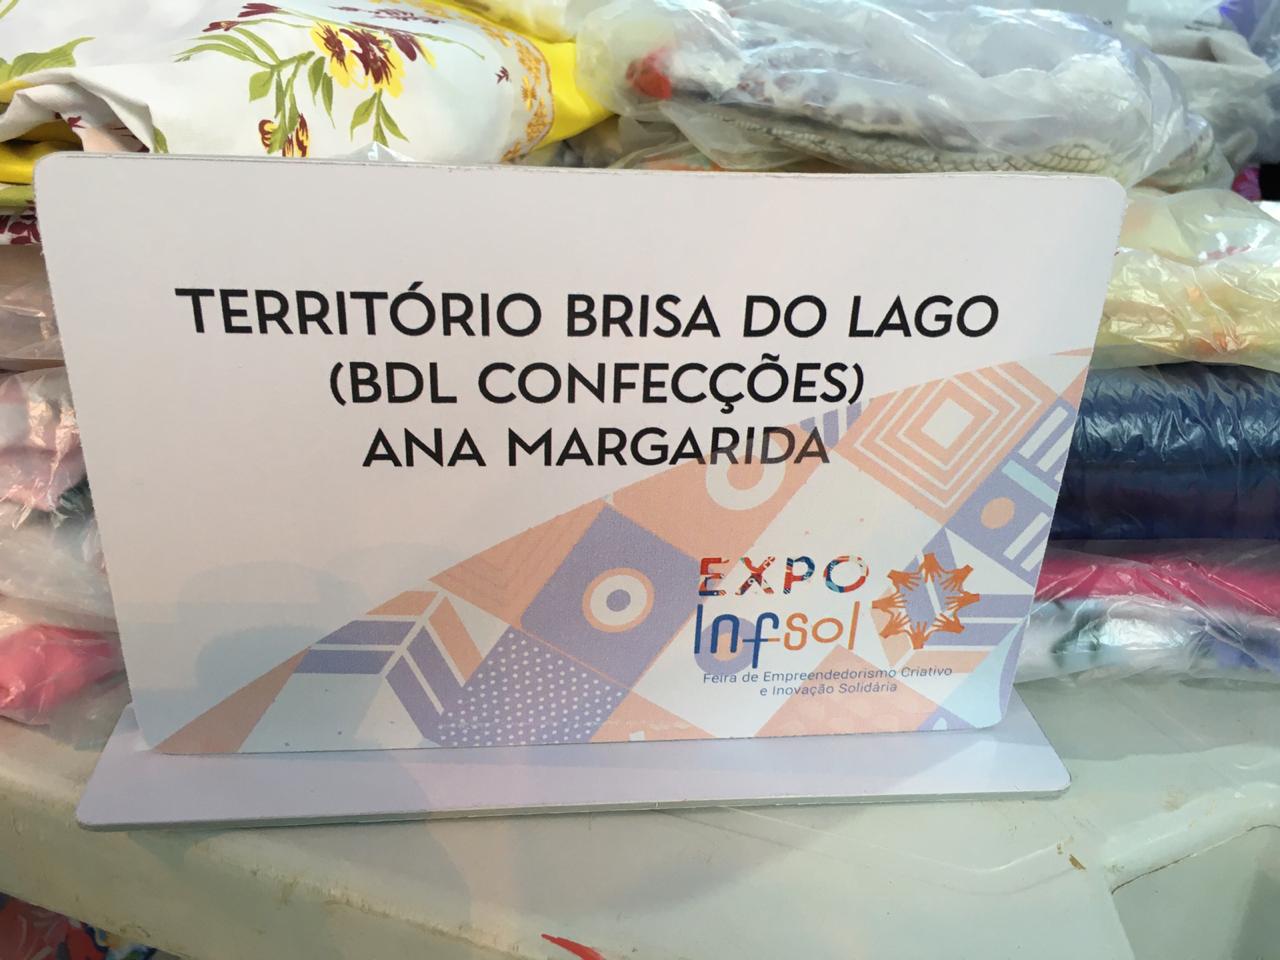 TERRITÓRIO BRISA DO LAGO
(BDL CONFECÇÕES)
ANA MARGARIDA
EXPO
InfSol
Feira de Empreendedorismo Criativo
e Inovação Solidária